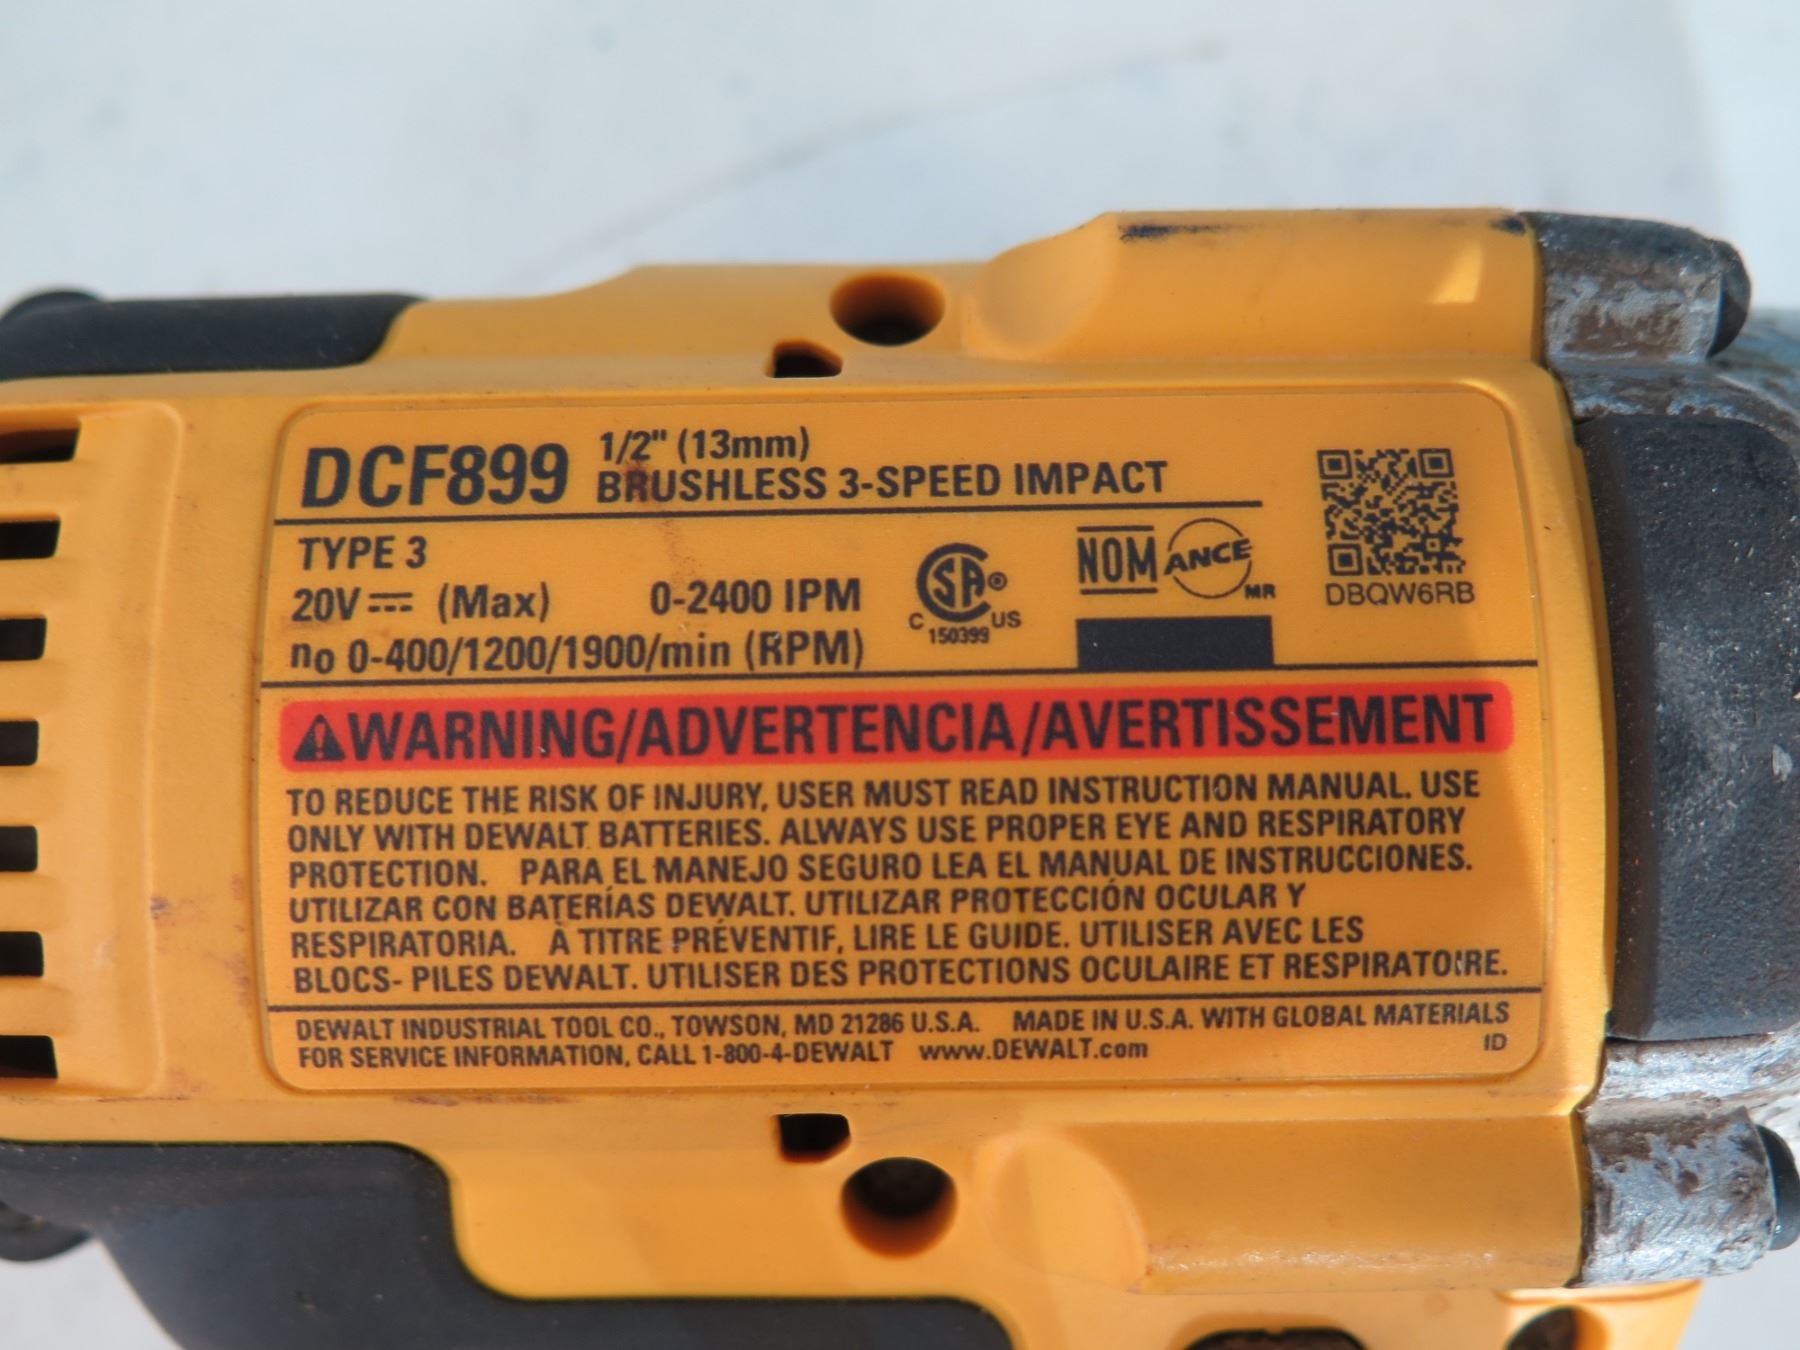 DCF899 1/2" (13mm)
BRUSHLESS 3-SPEED IMPACT
TYPE 3
20V (Max) 0-2400 IPM
no 0-400/1200/1900/min (RPM)
CSA ®
C US
150399
NOM ANCE
MR
DBQW6RB
WARNING/ADVERTENCIA/AVERTISSEMENT
TO REDUCE THE RISK OF INJURY, USER MUST READ INSTRUCTION MANUAL. USE
ONLY WITH DEWALT BATTERIES. ALWAYS USE PROPER EYE AND RESPIRATORY
PROTECTION. PARA EL MANEJO SEGURO LEA EL MANUAL DE INSTRUCCIONES.
UTILIZAR CON BATERÍAS DEWALT. UTILIZAR PROTECCIÓN OCULAR Y
RESPIRATORIA. À TITRE PRÉVENTIF, LIRE LE GUIDE. UTILISER AVEC LES
BLOCS- PILES DEWALT. UTILISER DES PROTECTIONS OCULAIRE ET RESPIRATOIRE.
DEWALT INDUSTRIAL TOOL CO., TOWSON, MD 21286 U.S.A. MADE IN U.S.A. WITH GLOBAL MATERIALS
FOR SERVICE INFORMATION, CALL 1-800-4-DEWALT www.DEWALT.com ID